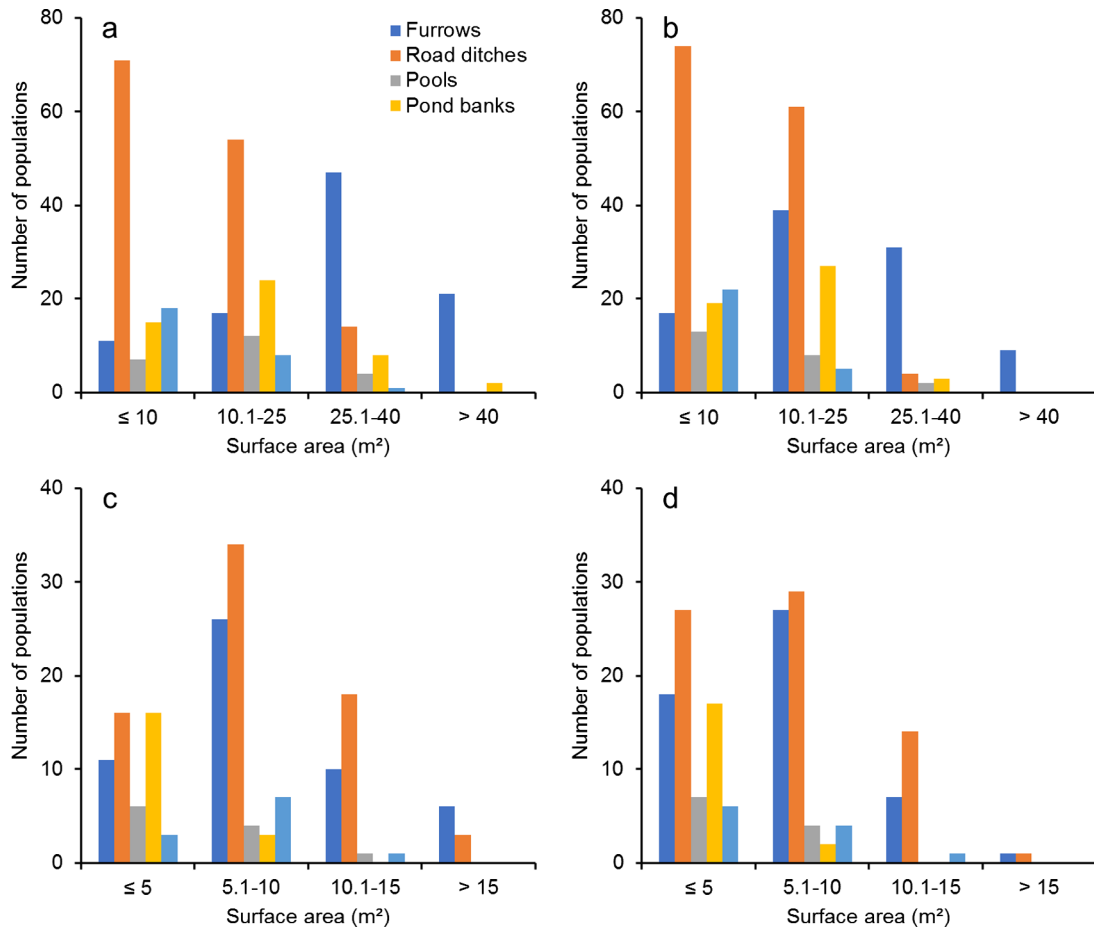 a
Furrows
Road ditches
Pools
Pond banks
Number of populations
80
60
40
20
0
≤ 10 10.1-25 25.1-40 > 40
Surface area (m²)
b
Number of populations
80
60
40
20
0
≤ 10 10.1-25 25.1-40 > 40
Surface area (m²)
c
Number of populations
40
30
20
10
0
≤ 5 5.1-10 10.1-15 > 15
Surface area (m²)
d
Number of populations
40
30
20
10
0
≤ 5 5.1-10 10.1-15 > 15
Surface area (m²)